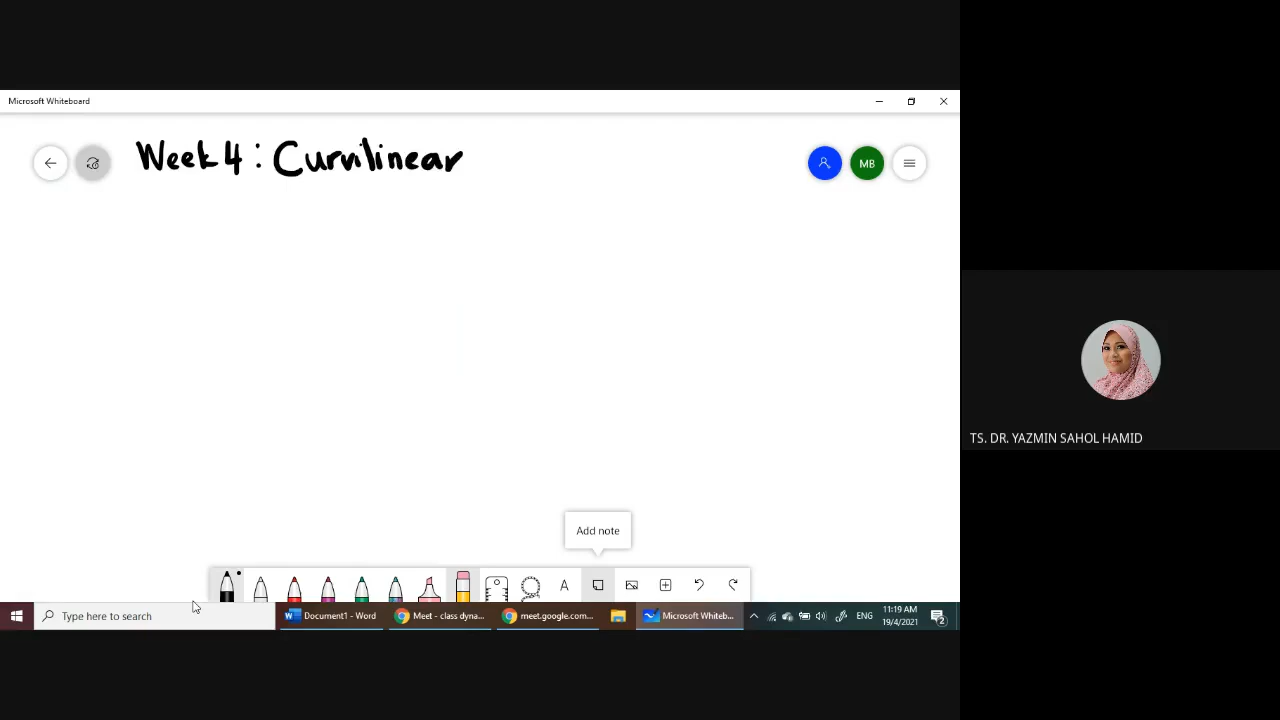 Microsoft Whiteboard
Week 4 : Curvilinear
MB
TS. DR. YAZMIN SAHOL HAMID
Add note
A
Type here to search
Document1 - Word
Meet - class dyna...
meet.google.com...
Microsoft Whiteb...
ENG
11:19 AM
19/4/2021
2